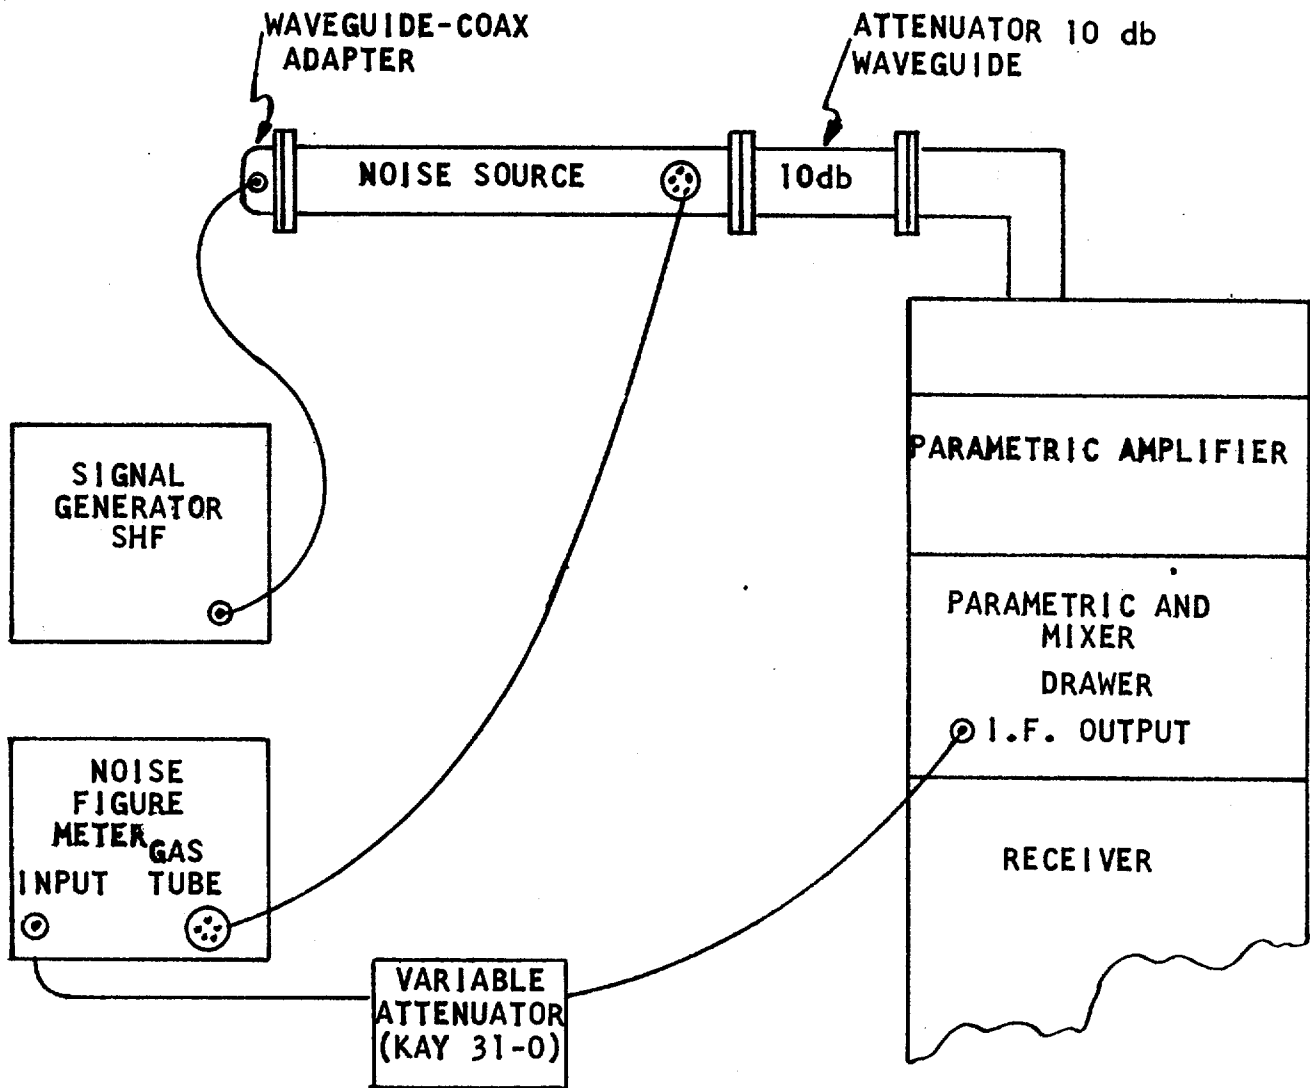 WAVEGUIDE-COAX
ADAPTER
ATTENUATOR 10 db
WAVEGUIDE
NOISE SOURCE
10db
SIGNAL
GENERATOR
SHF
PARAMETRIC AMPLIFIER
PARAMETRIC AND
MIXER
DRAWER
I.F. OUTPUT
NOISE
FIGURE
METER
GAS
INPUT TUBE
RECEIVER
VARIABLE
ATTENUATOR
(KAY 31-0)